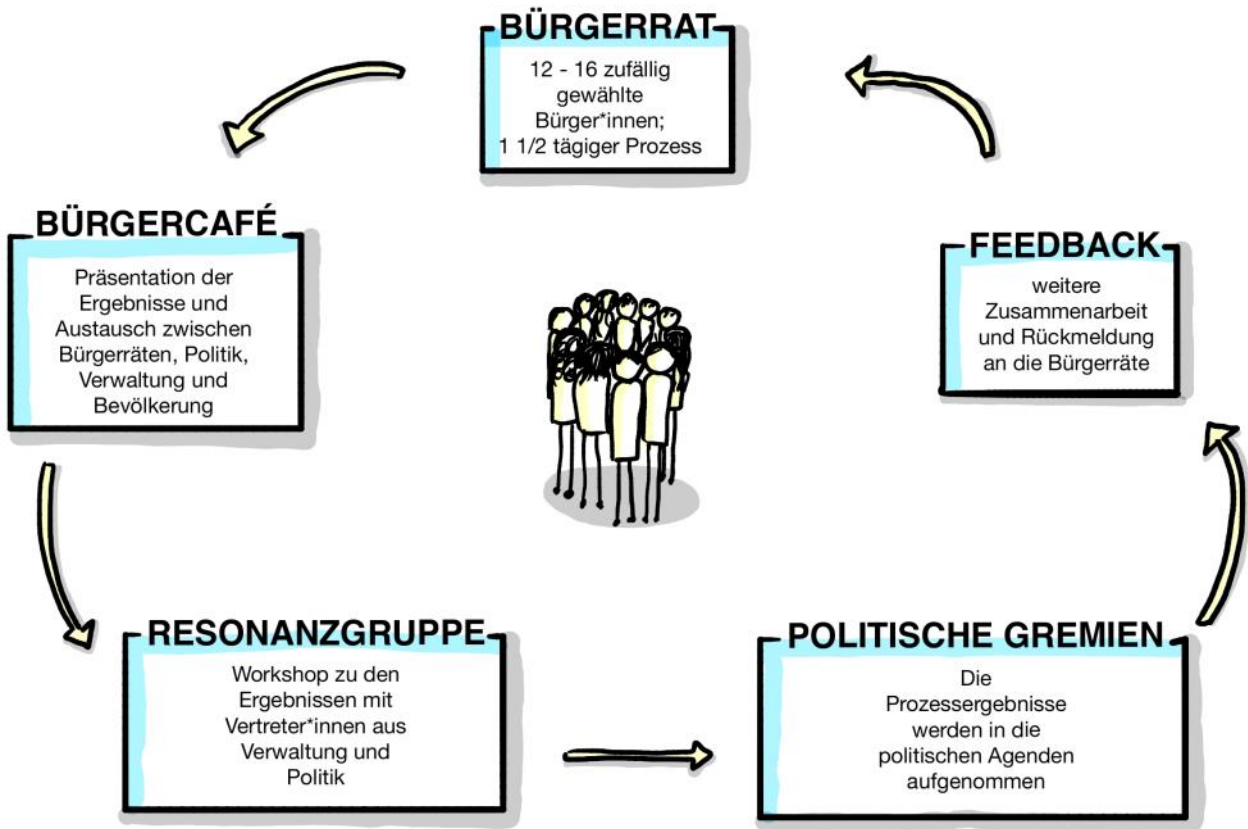 BÜRGERRAT
12 - 16 zufällig
gewählte
Bürger*innen;
1 1/2 tägiger Prozess
BÜRGERCAFÉ
Präsentation der
Ergebnisse und
Austausch zwischen
Bürgerräten, Politik,
Verwaltung und
Bevölkerung
RESONANZGRUPPE
Workshop zu den
Ergebnissen mit
Vertreter*innen aus
Verwaltung und
Politik
POLITISCHE GREMIEN
Die
Prozessergebnisse
werden in die
politischen Agenden
aufgenommen
FEEDBACK
weitere
Zusammenarbeit
und Rückmeldung
an die Bürgerräte